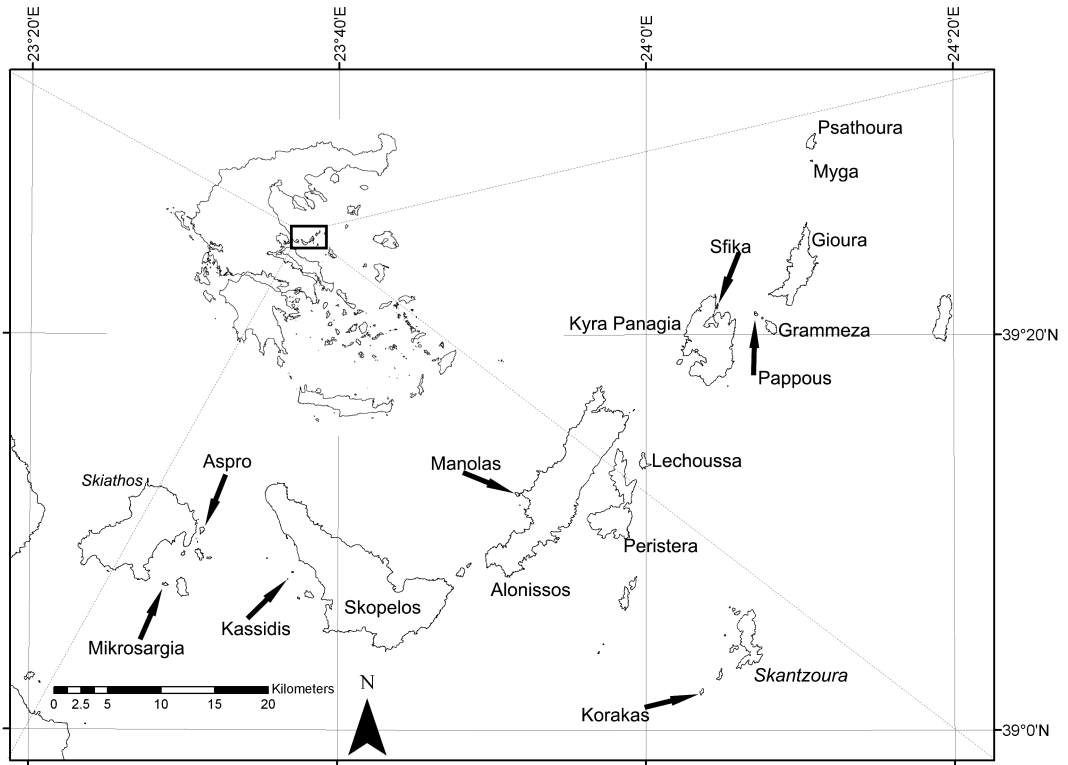 23°20'E
23°40'E
24°0'E
24°20'E
Psathoura
Myga
Gioura
Sfika
Kyra Panagia
Grammeza
39°20'N
Pappous
Aspro
Manolas
Lechoussa
Skiathos
Peristera
Alonissos
Skopelos
Kassidis
Mikrosargia
Skantzoura
N
Kilometers
0 2.5 5 10 15 20
Korakas
39°0'N